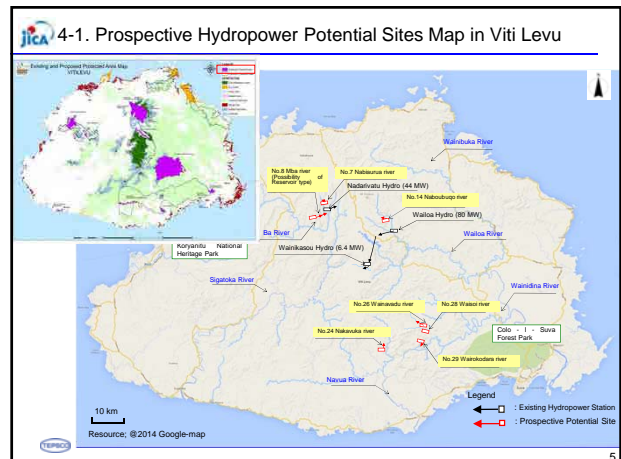 jica
4-1. Prospective Hydropower Potential Sites Map in Viti Levu
Existing and Proposed Protected Area Map
VITI LEVU
Wainibuka River
No.8 Mba river
(Possibility of
Reservoir type)
No.7 Nabiaurua river
Nadarivatu Hydro (44 MW)
No.14 Naboubuqo river
Ba River
Wailoa Hydro (80 MW)
Koryanitu National
Heritage Park
Wainikasou Hydro (6.4 MW)
Wailoa River
Sigatoka River
Wainidina River
No.26 Wainavadu river
No.28 Waisoi river
No.24 Nakavuka river
Colo - I - Suva
Forest Park
No.29 Wairokodara river
Navua River
Legend
10 km
: Existing Hydropower Station
: Prospective Potential Site
Resource; @2014 Google-map
TEPSCO
5